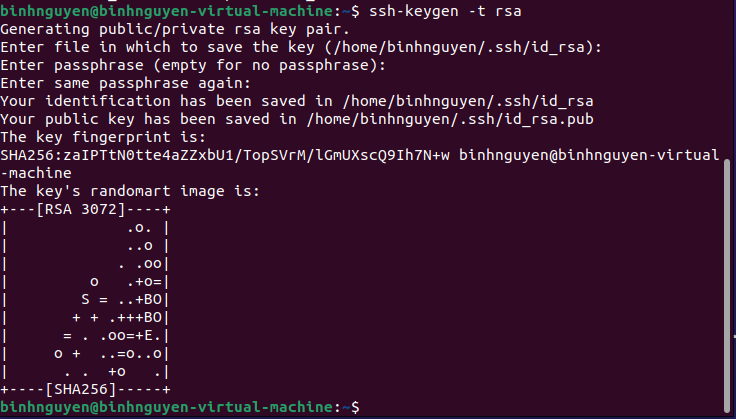 binhnguyen@binhnguyen-virtual-machine:~$ ssh-keygen -t rsa
Generating public/private rsa key pair.
Enter file in which to save the key (/home/binhnguyen/.ssh/id_rsa):
Enter passphrase (empty for no passphrase):
Enter same passphrase again:
Your identification has been saved in /home/binhnguyen/.ssh/id_rsa
Your public key has been saved in /home/binhnguyen/.ssh/id_rsa.pub
The key fingerprint is:
SHA256:zaIPTtN0tte4aZZxbU1/TopSVrM/lGmUXscQ9Ih7N+w binhnguyen@binhnguyen-virtual
-machine
The key's randomart image is:
+---[RSA 3072]----+
|             .o. |
|             ..o |
|            . .oo|
|         o   .+o=|
|        S = ..+BO|
|       + + .+++BO|
|      = . .oo=+E.|
|     o +  ..=o..o|
|      . .  +o   .|
+----[SHA256]-----+
binhnguyen@binhnguyen-virtual-machine:~$